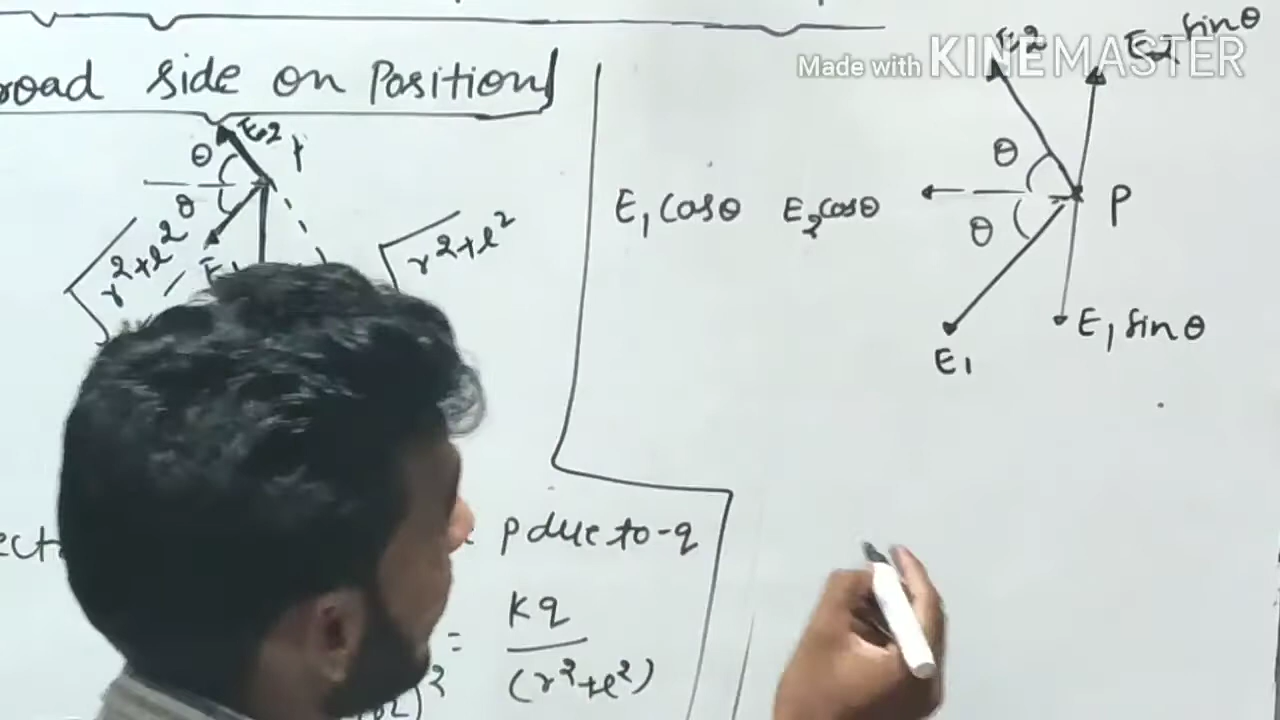 road side on Position
Made with KINEMASTER
E2
E2 sinθ
E2
θ
θ
P
θ
θ
E1 cosθ E2 cosθ
√r2+l2
√r2+l2
E1 sinθ
E1
P due to -q
= Kq
(r2+l2)